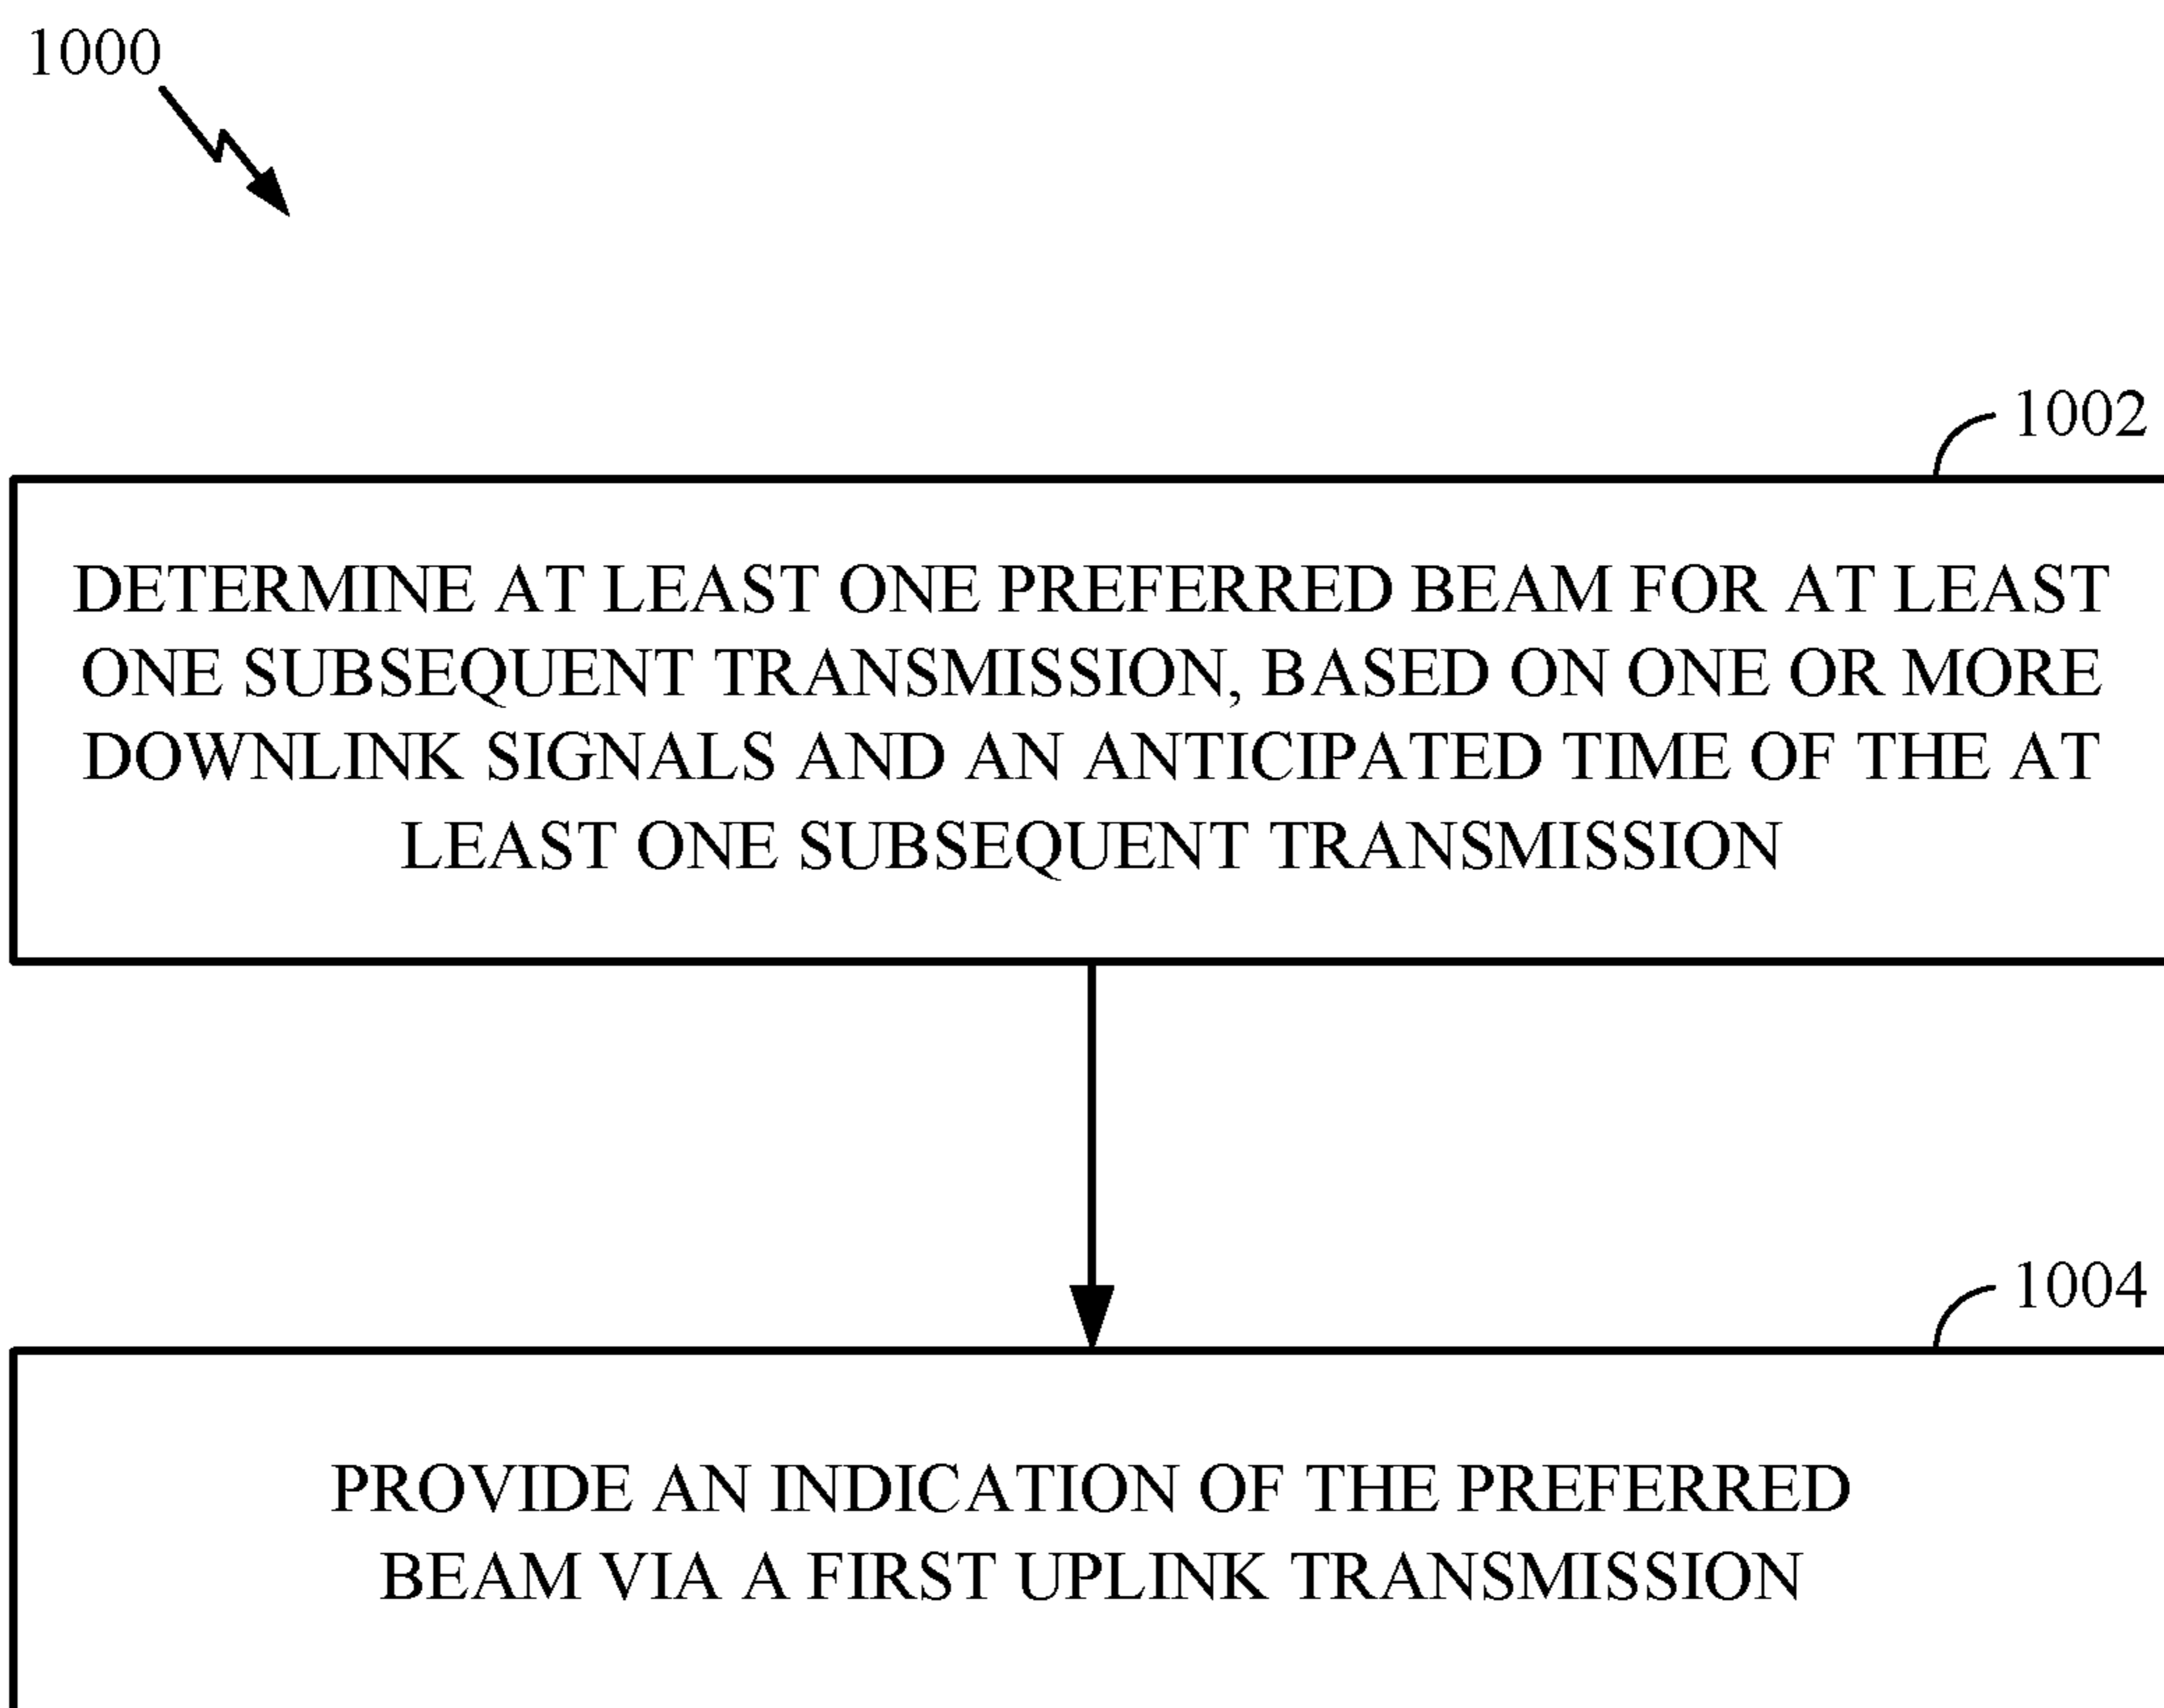 1000
1002
DETERMINE AT LEAST ONE PREFERRED BEAM FOR AT LEAST
ONE SUBSEQUENT TRANSMISSION, BASED ON ONE OR MORE
DOWNLINK SIGNALS AND AN ANTICIPATED TIME OF THE AT
LEAST ONE SUBSEQUENT TRANSMISSION
1004
PROVIDE AN INDICATION OF THE PREFERRED
BEAM VIA A FIRST UPLINK TRANSMISSION